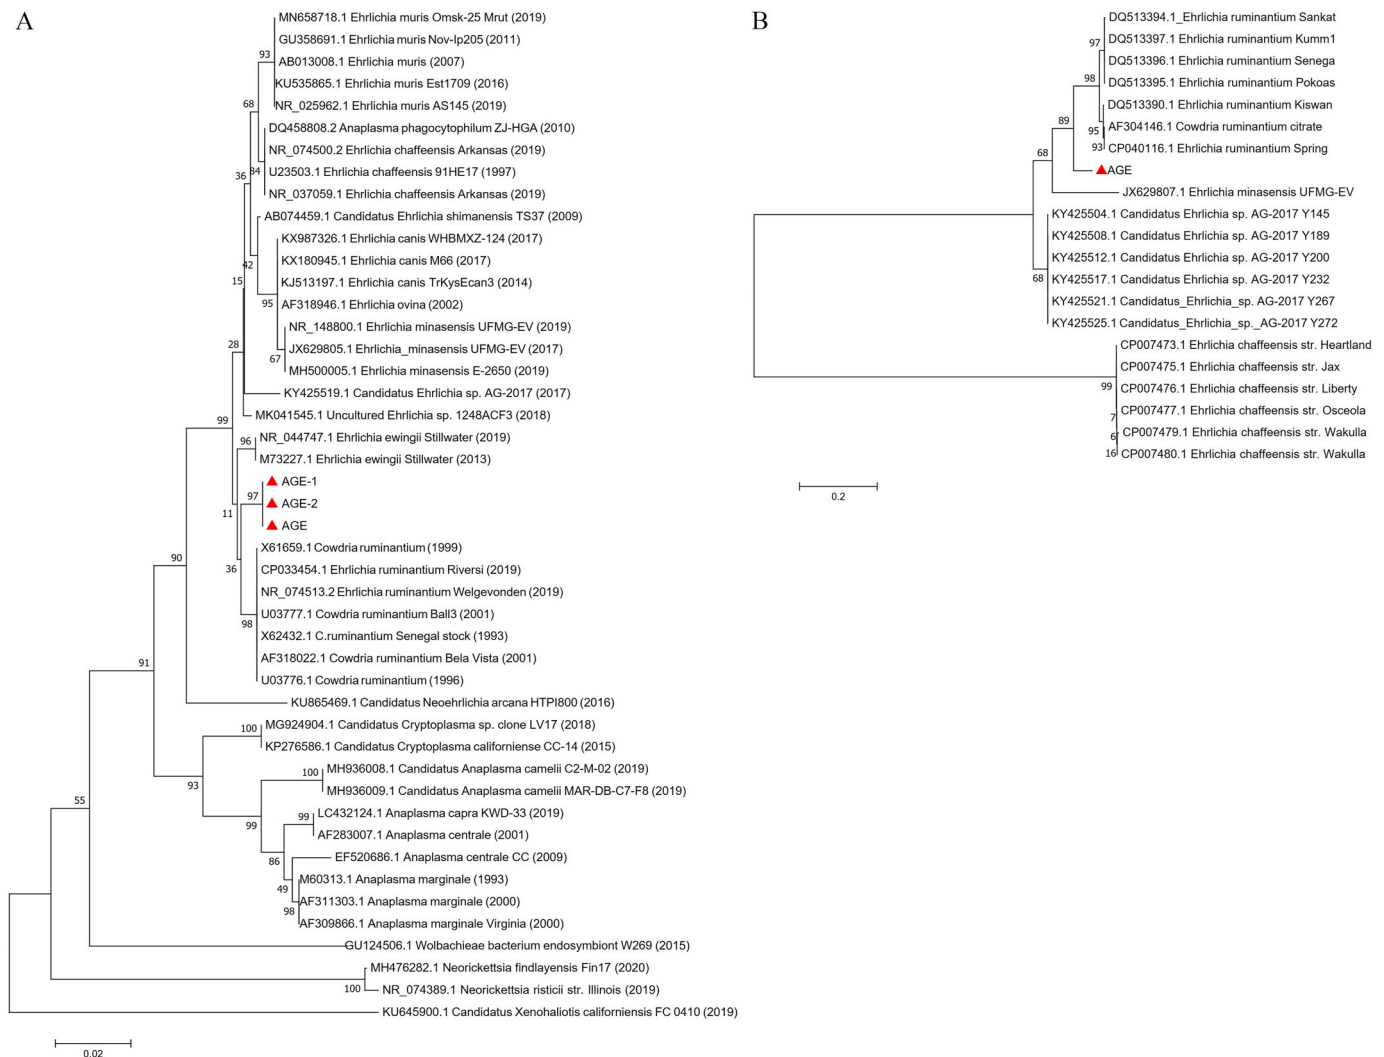 A
MN658718.1 Ehrlichia muris Omsk-25 Mrut (2019)
GU358691.1 Ehrlichia muris Nov-Ip205 (2011)
93
AB013008.1 Ehrlichia muris (2007)
KU535865.1 Ehrlichia muris Est1709 (2016)
68
NR_025962.1 Ehrlichia muris AS145 (2019)
DQ458808.2 Anaplasma phagocytophilum ZJ-HGA (2010)
NR_074500.2 Ehrlichia chaffeensis Arkansas (2019)
36
84
U23503.1 Ehrlichia chaffeensis 91HE17 (1997)
NR_037059.1 Ehrlichia chaffeensis Arkansas (2019)
AB074459.1 Candidatus Ehrlichia shimanensis TS37 (2009)
KX987326.1 Ehrlichia canis WHBMXZ-124 (2017)
42
KX180945.1 Ehrlichia canis M66 (2017)
15
KJ513197.1 Ehrlichia canis TrKysEcan3 (2014)
95
AF318946.1 Ehrlichia ovina (2002)
NR_148800.1 Ehrlichia minasensis UFMG-EV (2019)
28
JX629805.1 Ehrlichia_minasensis UFMG-EV (2017)
67
MH500005.1 Ehrlichia minasensis E-2650 (2019)
KY425519.1 Candidatus Ehrlichia sp. AG-2017 (2017)
99
MK041545.1 Uncultured Ehrlichia sp. 1248ACF3 (2018)
96
NR_044747.1 Ehrlichia ewingii Stillwater (2019)
M73227.1 Ehrlichia ewingii Stillwater (2013)
AGE-1
97
AGE-2
11
AGE
90
X61659.1 Cowdria ruminantium (1999)
36
CP033454.1 Ehrlichia ruminantium Riversi (2019)
NR_074513.2 Ehrlichia ruminantium Welgevonden (2019)
U03777.1 Cowdria ruminantium Ball3 (2001)
98
X62432.1 C.ruminantium Senegal stock (1993)
91
AF318022.1 Cowdria ruminantium Bela Vista (2001)
U03776.1 Cowdria ruminantium (1996)
KU865469.1 Candidatus Neoehrlichia arcana HTPI800 (2016)
100
MG924904.1 Candidatus Cryptoplasma sp. clone LV17 (2018)
KP276586.1 Candidatus Cryptoplasma californiense CC-14 (2015)
93
100
MH936008.1 Candidatus Anaplasma camelii C2-M-02 (2019)
MH936009.1 Candidatus Anaplasma camelii MAR-DB-C7-F8 (2019)
55
99
99
LC432124.1 Anaplasma capra KWD-33 (2019)
AF283007.1 Anaplasma centrale (2001)
86
EF520686.1 Anaplasma centrale CC (2009)
49
M60313.1 Anaplasma marginale (1993)
98
AF311303.1 Anaplasma marginale (2000)
AF309866.1 Anaplasma marginale Virginia (2000)
GU124506.1 Wolbachieae bacterium endosymbiont W269 (2015)
MH476282.1 Neorickettsia findlayensis Fin17 (2020)
100
NR_074389.1 Neorickettsia risticii str. Illinois (2019)
KU645900.1 Candidatus Xenohaliotis californiensis FC 0410 (2019)
0.02
B
DQ513394.1_Ehrlichia ruminantium Sankat
97
DQ513397.1 Ehrlichia ruminantium Kumm1
DQ513396.1 Ehrlichia ruminantium Senega
98
DQ513395.1 Ehrlichia ruminantium Pokoas
DQ513390.1 Ehrlichia ruminantium Kiswan
89
95
AF304146.1 Cowdria ruminantium citrate
93
CP040116.1 Ehrlichia ruminantium Spring
68
AGE
JX629807.1 Ehrlichia minasensis UFMG-EV
KY425504.1 Candidatus Ehrlichia sp. AG-2017 Y145
KY425508.1 Candidatus Ehrlichia sp. AG-2017 Y189
KY425512.1 Candidatus Ehrlichia sp. AG-2017 Y200
68
KY425517.1 Candidatus Ehrlichia sp. AG-2017 Y232
KY425521.1 Candidatus_Ehrlichia_sp. AG-2017 Y267
KY425525.1 Candidatus_Ehrlichia_sp._AG-2017 Y272
CP007473.1 Ehrlichia chaffeensis str. Heartland
CP007475.1 Ehrlichia chaffeensis str. Jax
99
CP007476.1 Ehrlichia chaffeensis str. Liberty
7
CP007477.1 Ehrlichia chaffeensis str. Osceola
6
CP007479.1 Ehrlichia chaffeensis str. Wakulla
16
CP007480.1 Ehrlichia chaffeensis str. Wakulla
0.2